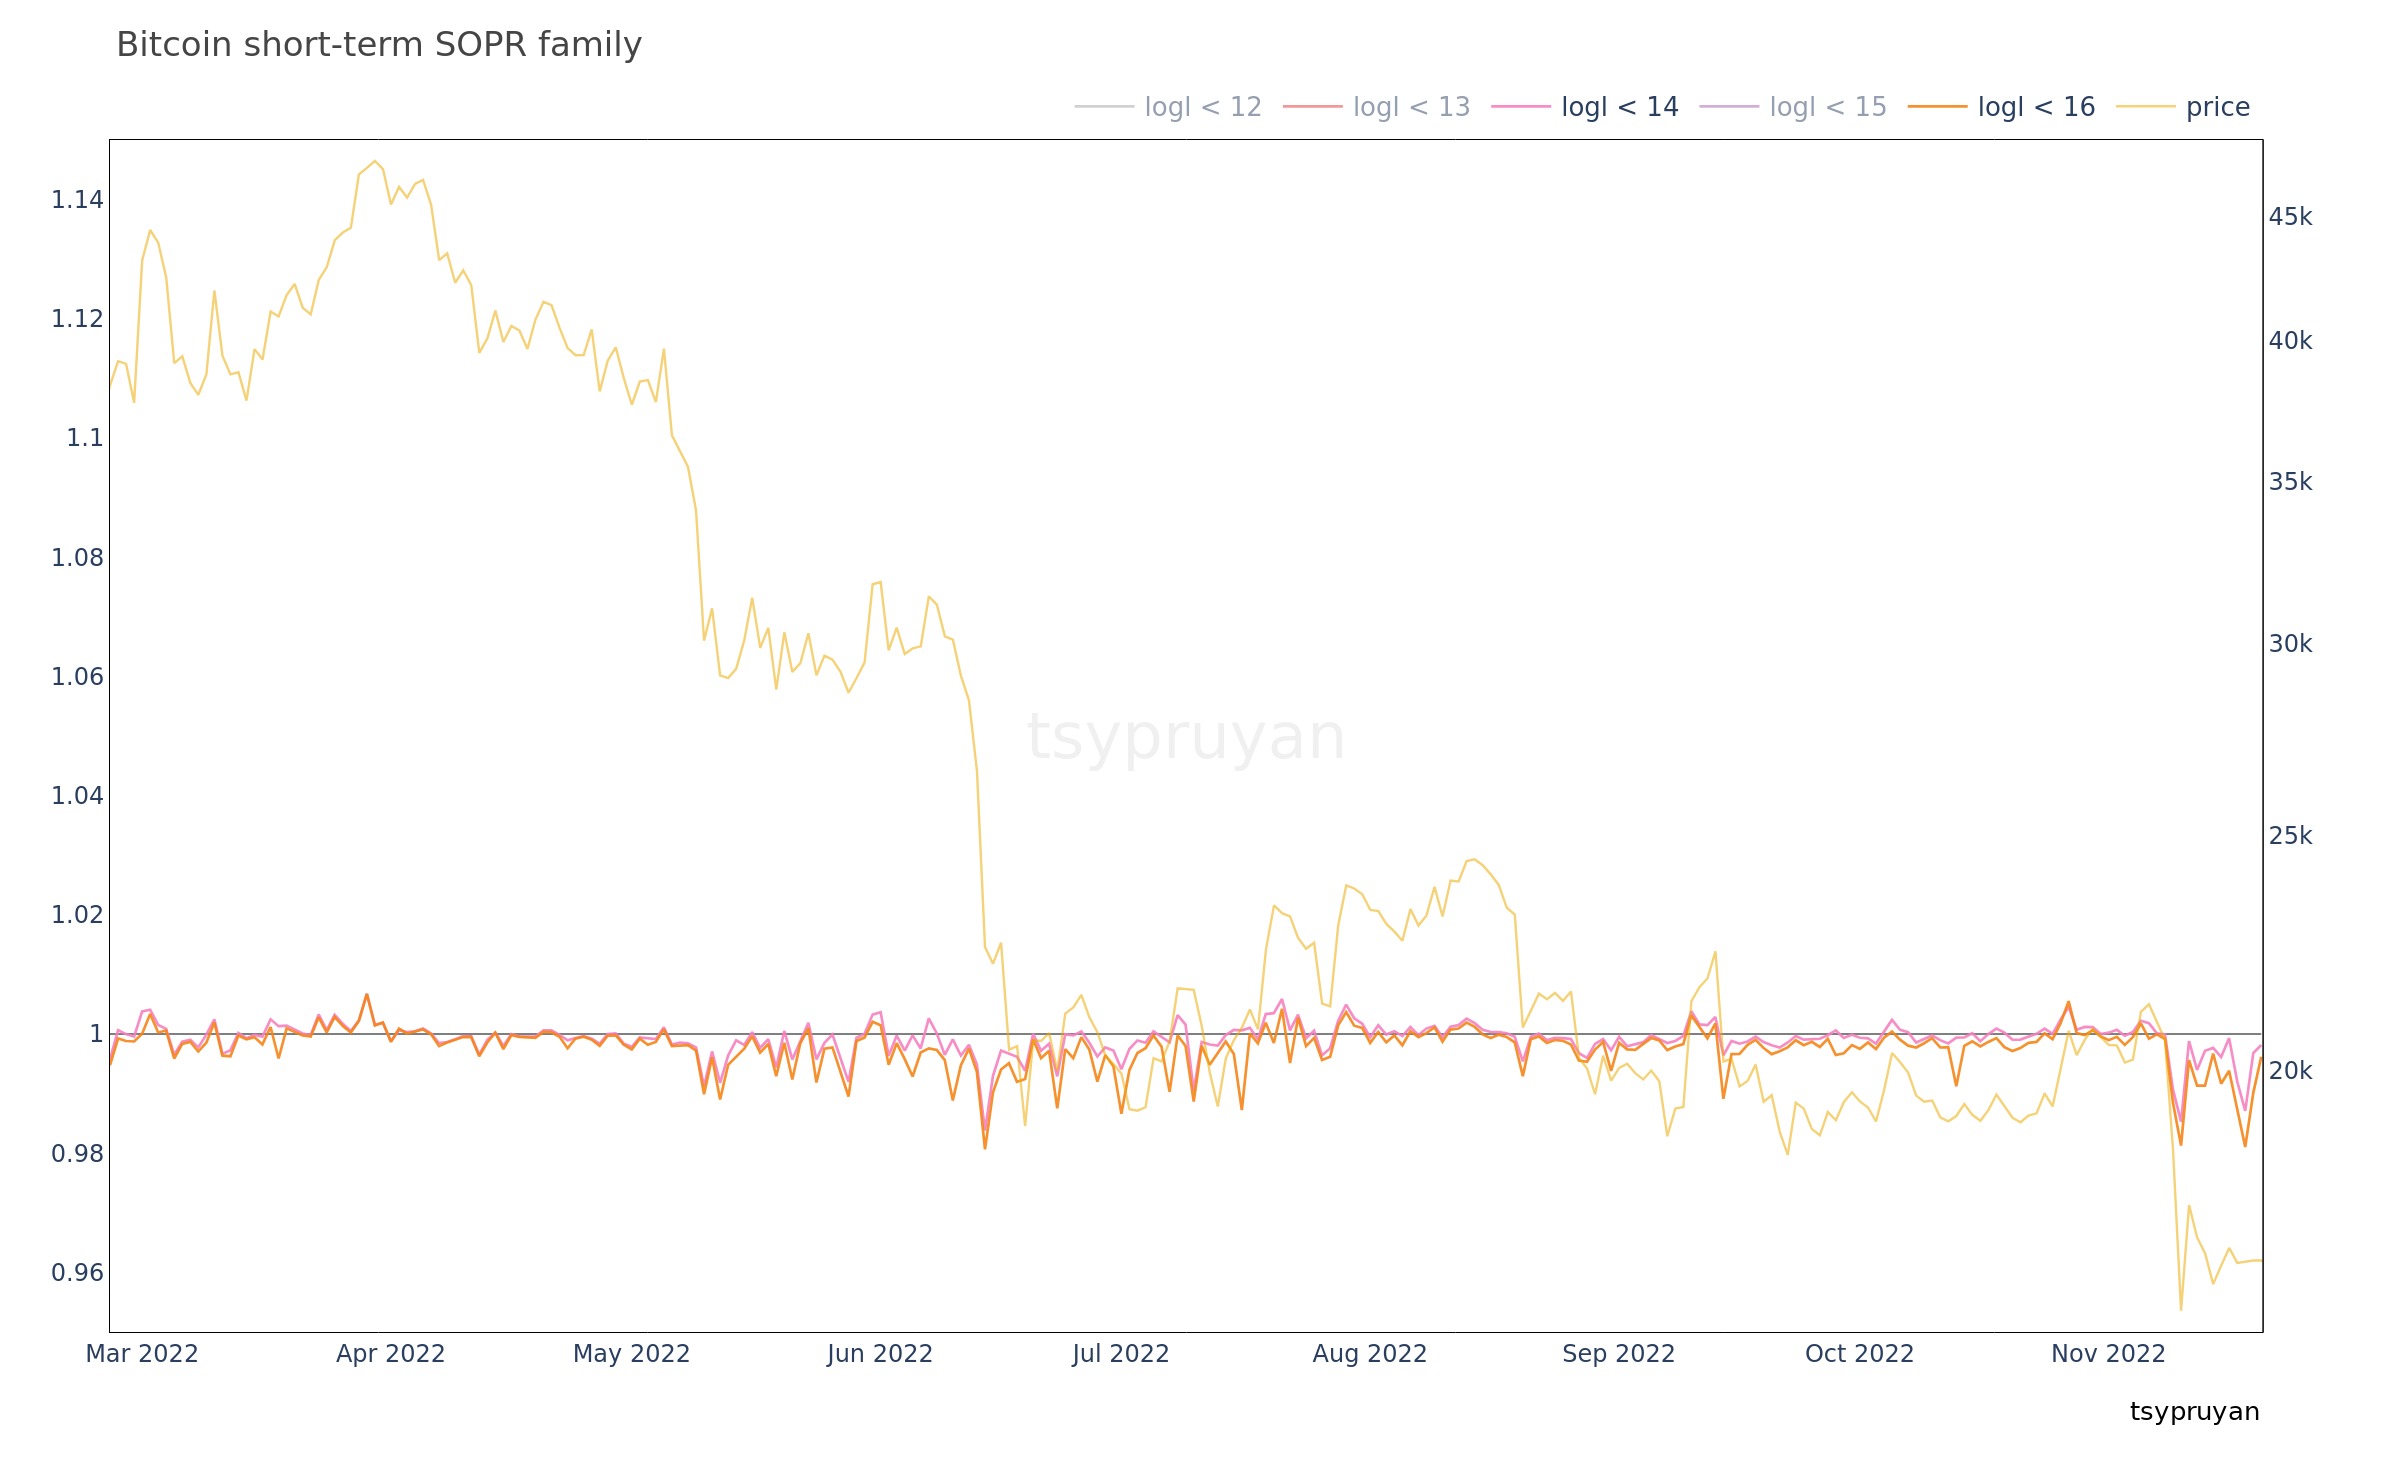 Bitcoin short-term SOPR family
logl < 12 logl < 13 logl < 14 logl < 15 logl < 16 price
1.14
1.12
1.1
1.08
1.06
1.04
1.02
1
0.98
0.96
45k
40k
35k
30k
25k
20k
tsypruyan
Mar 2022 Apr 2022 May 2022 Jun 2022 Jul 2022 Aug 2022 Sep 2022 Oct 2022 Nov 2022
tsypruyan